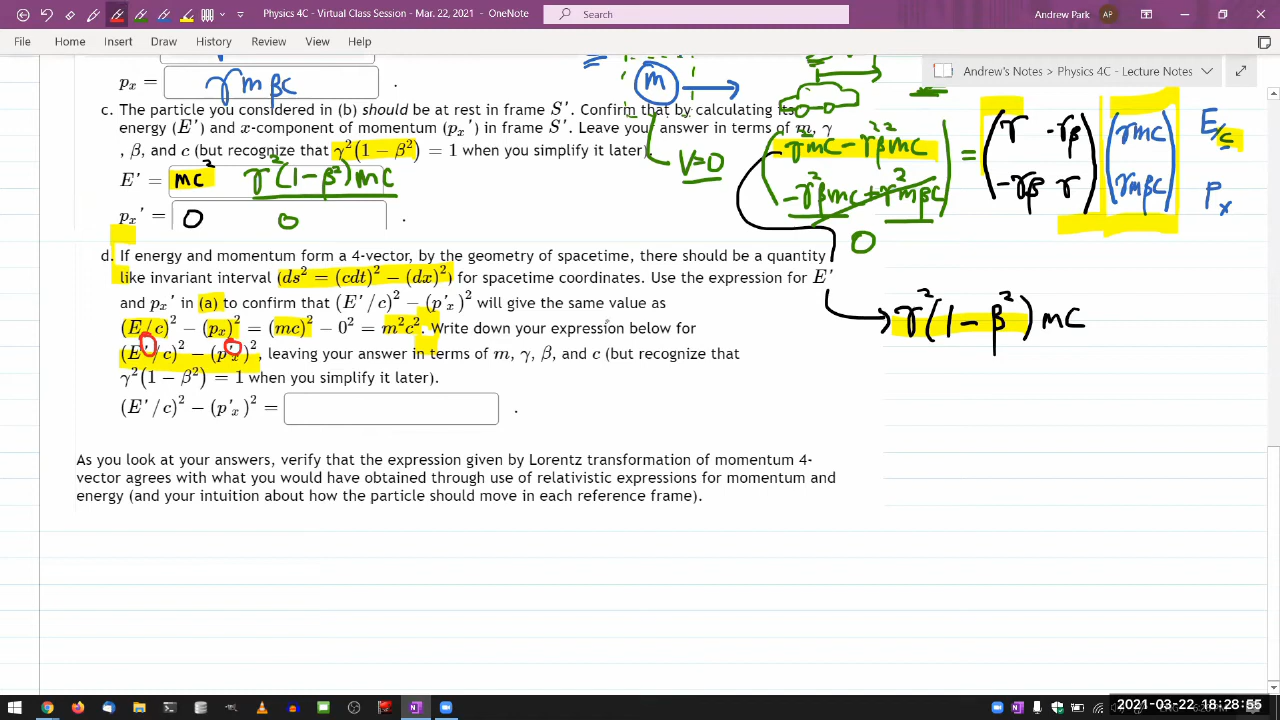 Physics 4C - Virtual Class Session - Mar. 22, 2021 - OneNote
Andrew Park AP
File Home Insert Draw History Review View Help
Andrew's Notes » Physics 4C - Lecture Notes
pₓ = γmβc .
m
c. The particle you considered in (b) should be at rest in frame S′. Confirm that by calculating its
energy (E′) and x-component of momentum (pₓ′) in frame S′. Leave your answer in terms of m, γ
, β, and c (but recognize that γ²(1 − β²) = 1 when you simplify it later).
V=0
E′ = mc² γ²(1−β²)mc
pₓ′ = 0 0 .
(γ²mc − γ²β²mc
−γ²βmc + γ²mβc)
0
= (γ −γβ
−γβ γ) (γmc
γmβc) E/c
Pₓ
d. If energy and momentum form a 4-vector, by the geometry of spacetime, there should be a quantity
like invariant interval (ds² = (cdt)² − (dx)²) for spacetime coordinates. Use the expression for E′
and pₓ′ in (a) to confirm that (E′/c)² − (p′ₓ)² will give the same value as
(E/c)² − (pₓ)² = (mc)² − 0² = m²c². Write down your expression below for
(E′/c)² − (p′ₓ)², leaving your answer in terms of m, γ, β, and c (but recognize that
γ²(1 − β²) = 1 when you simplify it later).
(E′/c)² − (p′ₓ)² = .
γ²(1−β²)mc
As you look at your answers, verify that the expression given by Lorentz transformation of momentum 4-
vector agrees with what you would have obtained through use of relativistic expressions for momentum and
energy (and your intuition about how the particle should move in each reference frame).
2021-03-22 18:28:55